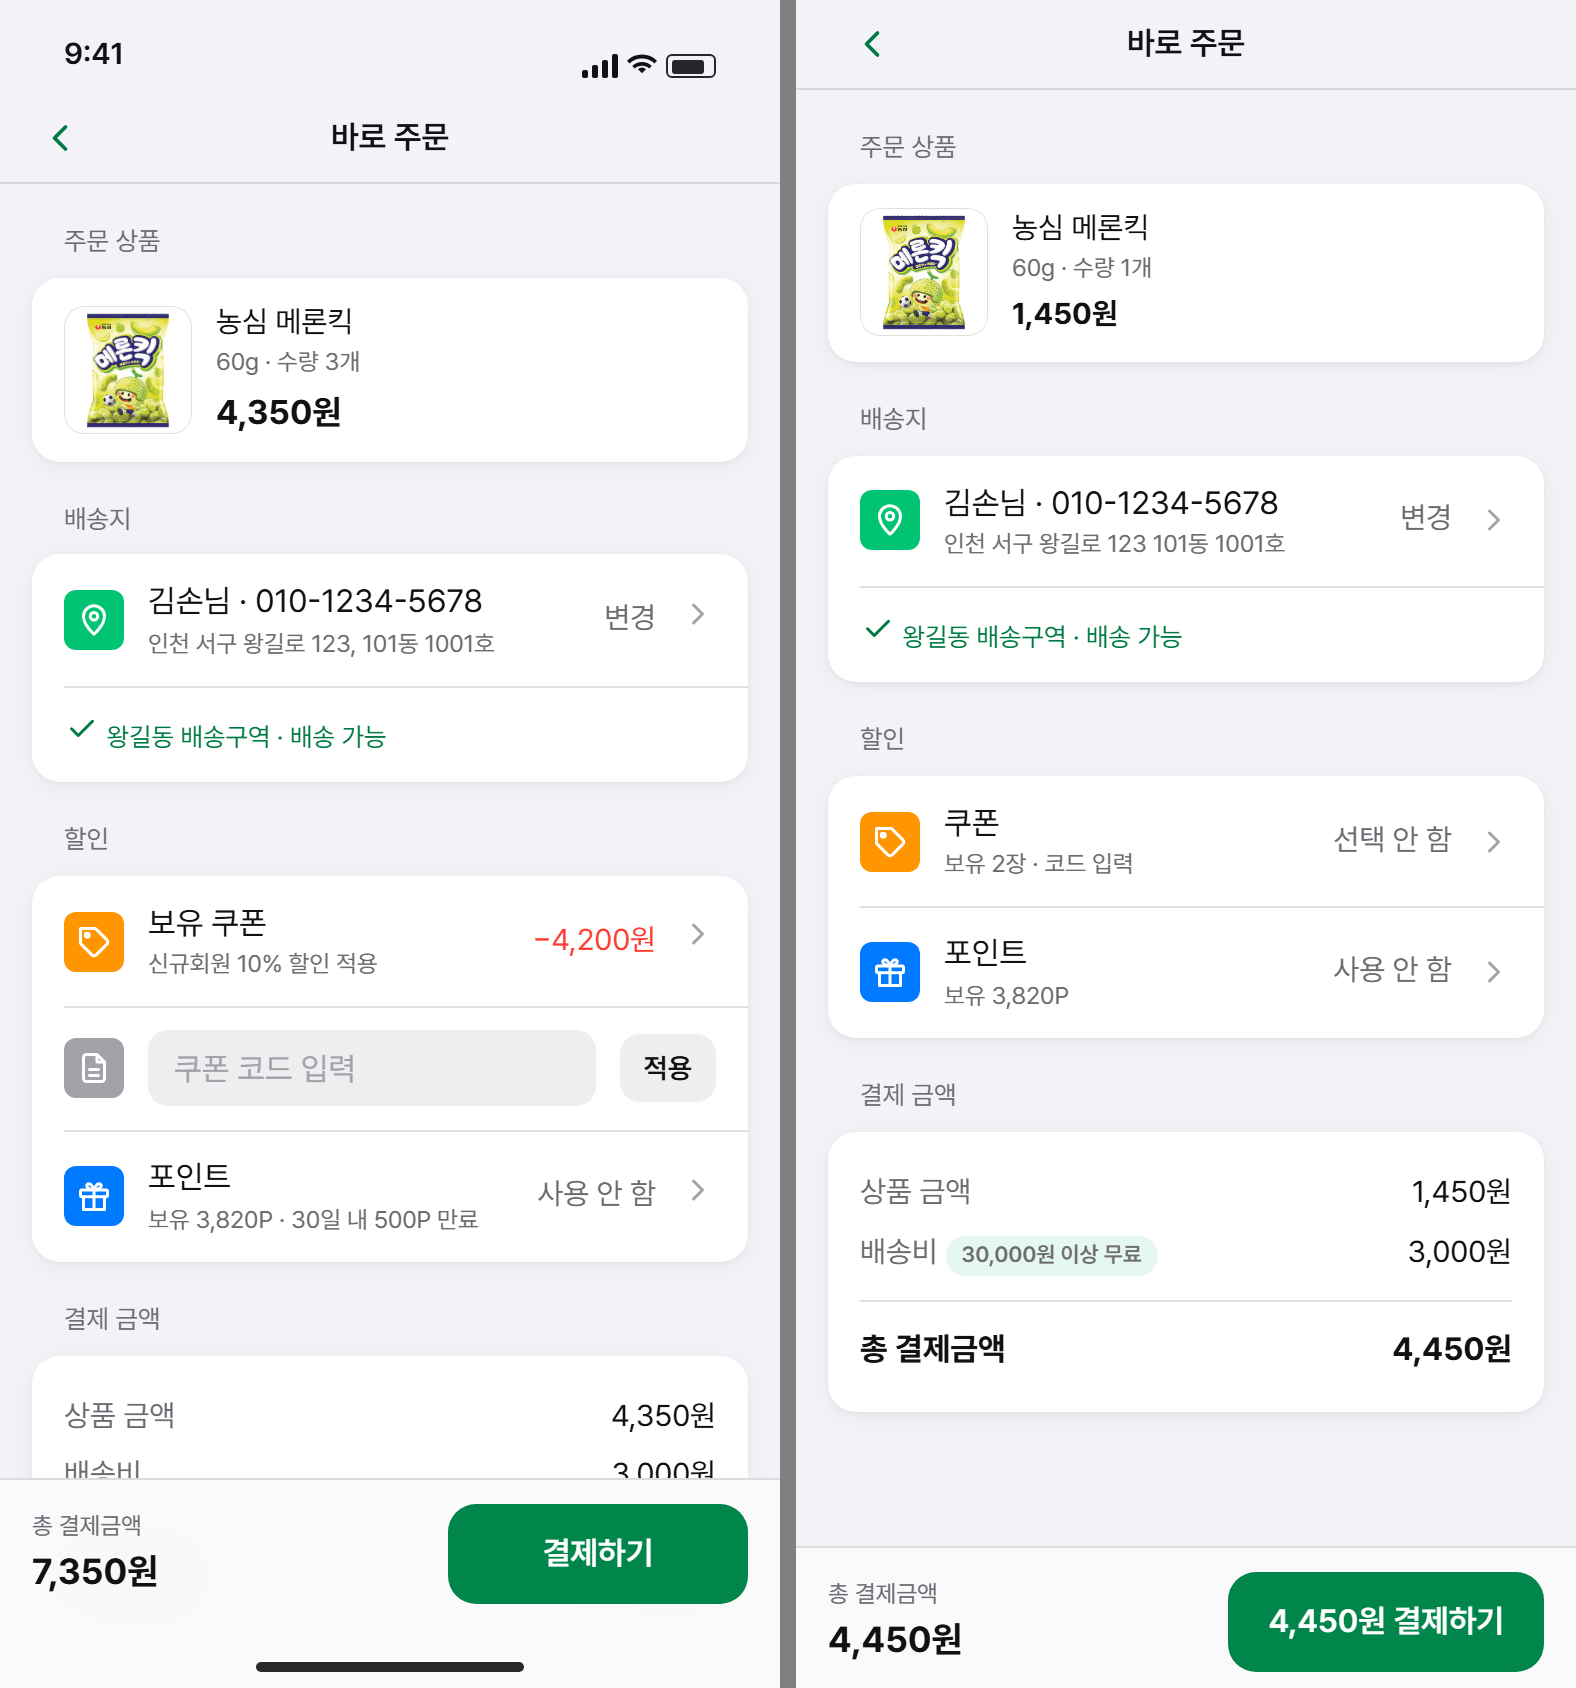 9:41
바로 주문
주문 상품
메론킥
농심 메론킥
60g · 수량 3개
4,350원
배송지
김손님 · 010-1234-5678
인천 서구 왕길로 123, 101동 1001호
변경
왕길동 배송구역 · 배송 가능
할인
보유 쿠폰
신규회원 10% 할인 적용
−4,200원
쿠폰 코드 입력
적용
포인트
보유 3,820P · 30일 내 500P 만료
사용 안 함
결제 금액
상품 금액 4,350원
배송비 3,000원
총 결제금액
7,350원
결제하기
바로 주문
주문 상품
메론킥
농심 메론킥
60g · 수량 1개
1,450원
배송지
김손님 · 010-1234-5678
인천 서구 왕길로 123 101동 1001호
변경
왕길동 배송구역 · 배송 가능
할인
쿠폰
보유 2장 · 코드 입력
선택 안 함
포인트
보유 3,820P
사용 안 함
결제 금액
상품 금액 1,450원
배송비 30,000원 이상 무료 3,000원
총 결제금액 4,450원
총 결제금액
4,450원
4,450원 결제하기